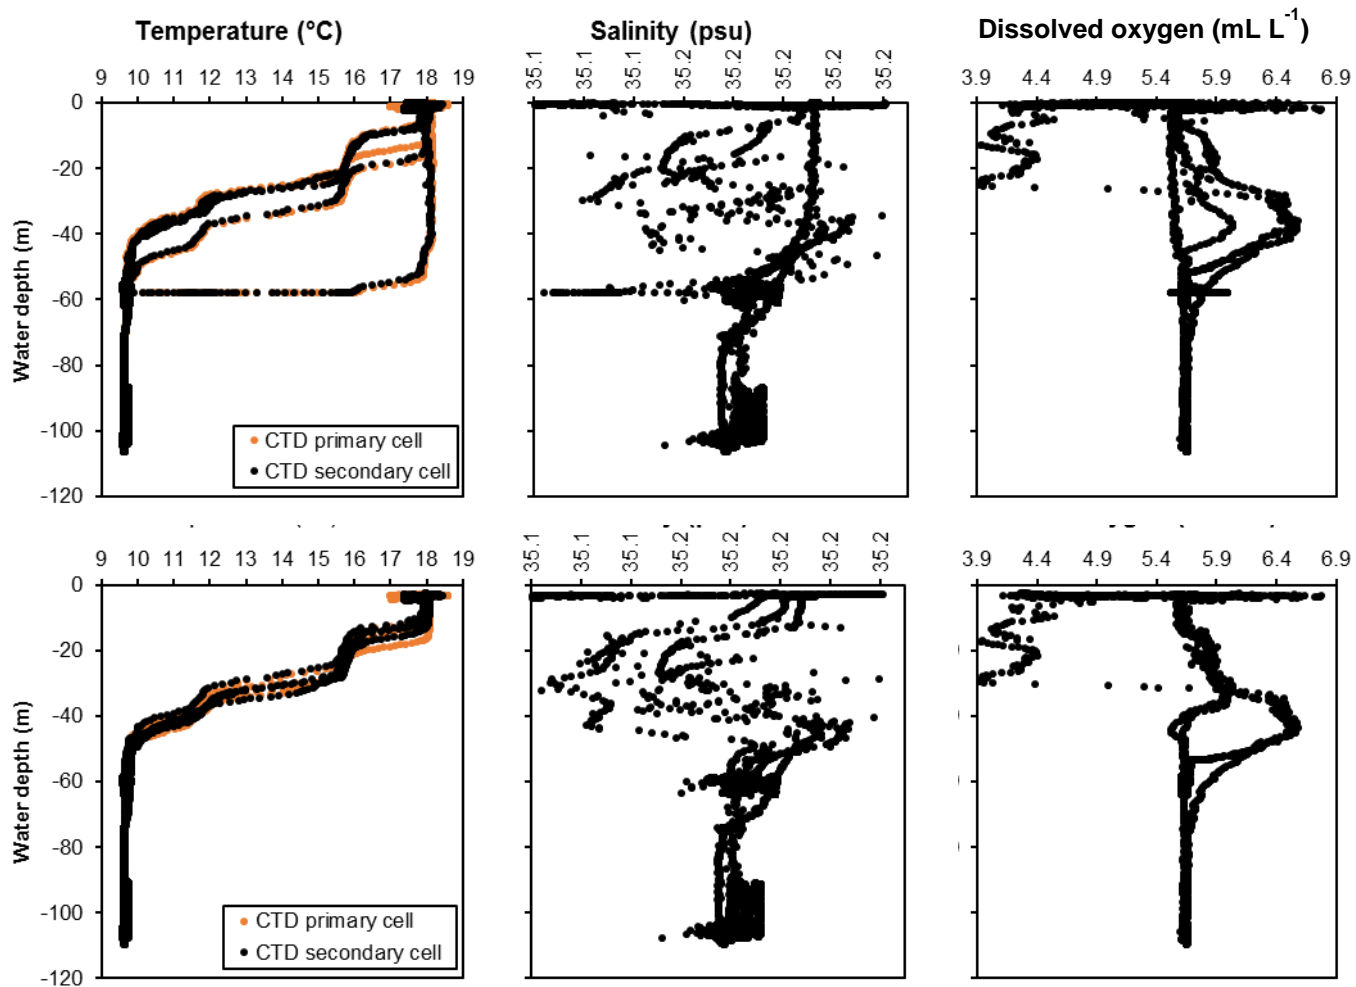 Temperature (°C)
Salinity (psu)
Dissolved oxygen (mL L-1)
9 10 11 12 13 14 15 16 17 18 19
35.1 35.1 35.1 35.2 35.2 35.2 35.2 35.2
3.9 4.4 4.9 5.4 5.9 6.4 6.9
0
-20
-40
-60
-80
-100
-120
Water depth (m)
CTD primary cell
CTD secondary cell
9 10 11 12 13 14 15 16 17 18 19
35.1 35.1 35.1 35.2 35.2 35.2 35.2 35.2
3.9 4.4 4.9 5.4 5.9 6.4 6.9
0
-20
-40
-60
-80
-100
-120
Water depth (m)
CTD primary cell
CTD secondary cell